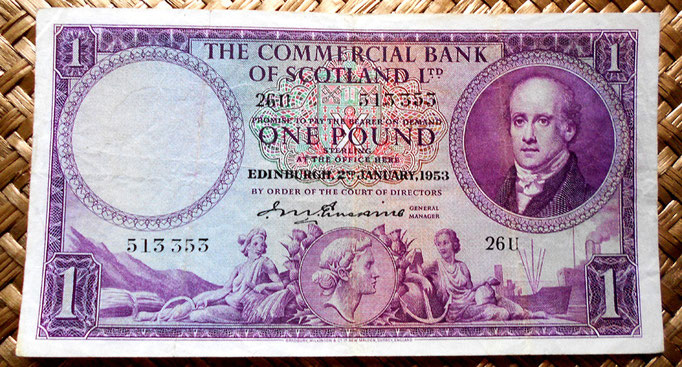 1
1
THE COMMERCIAL BANK
OF SCOTLAND LTD
26U 513353
PROMISE TO PAY THE BEARER ON DEMAND
ONE POUND
STERLING
AT THE OFFICE HERE
EDINBURGH, 2ND JANUARY, 1953
BY ORDER OF THE COURT OF DIRECTORS
GENERAL
MANAGER
513353
26U
1
1